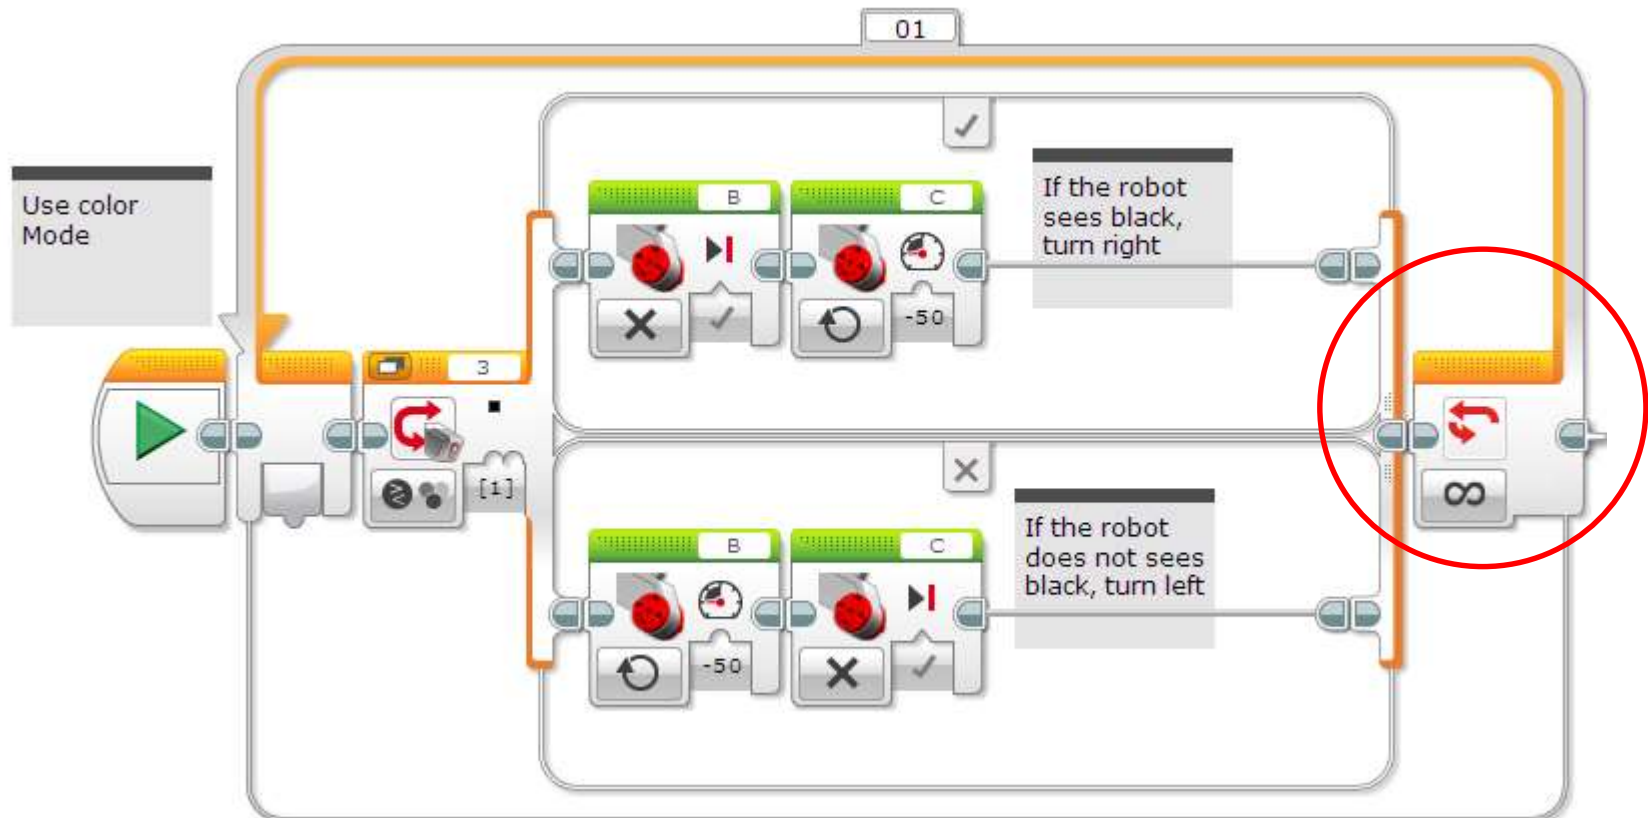 01
Use color
Mode
3
[1]
B
C
-50
If the robot
sees black,
turn right
B
-50
C
If the robot
does not sees
black, turn left
∞